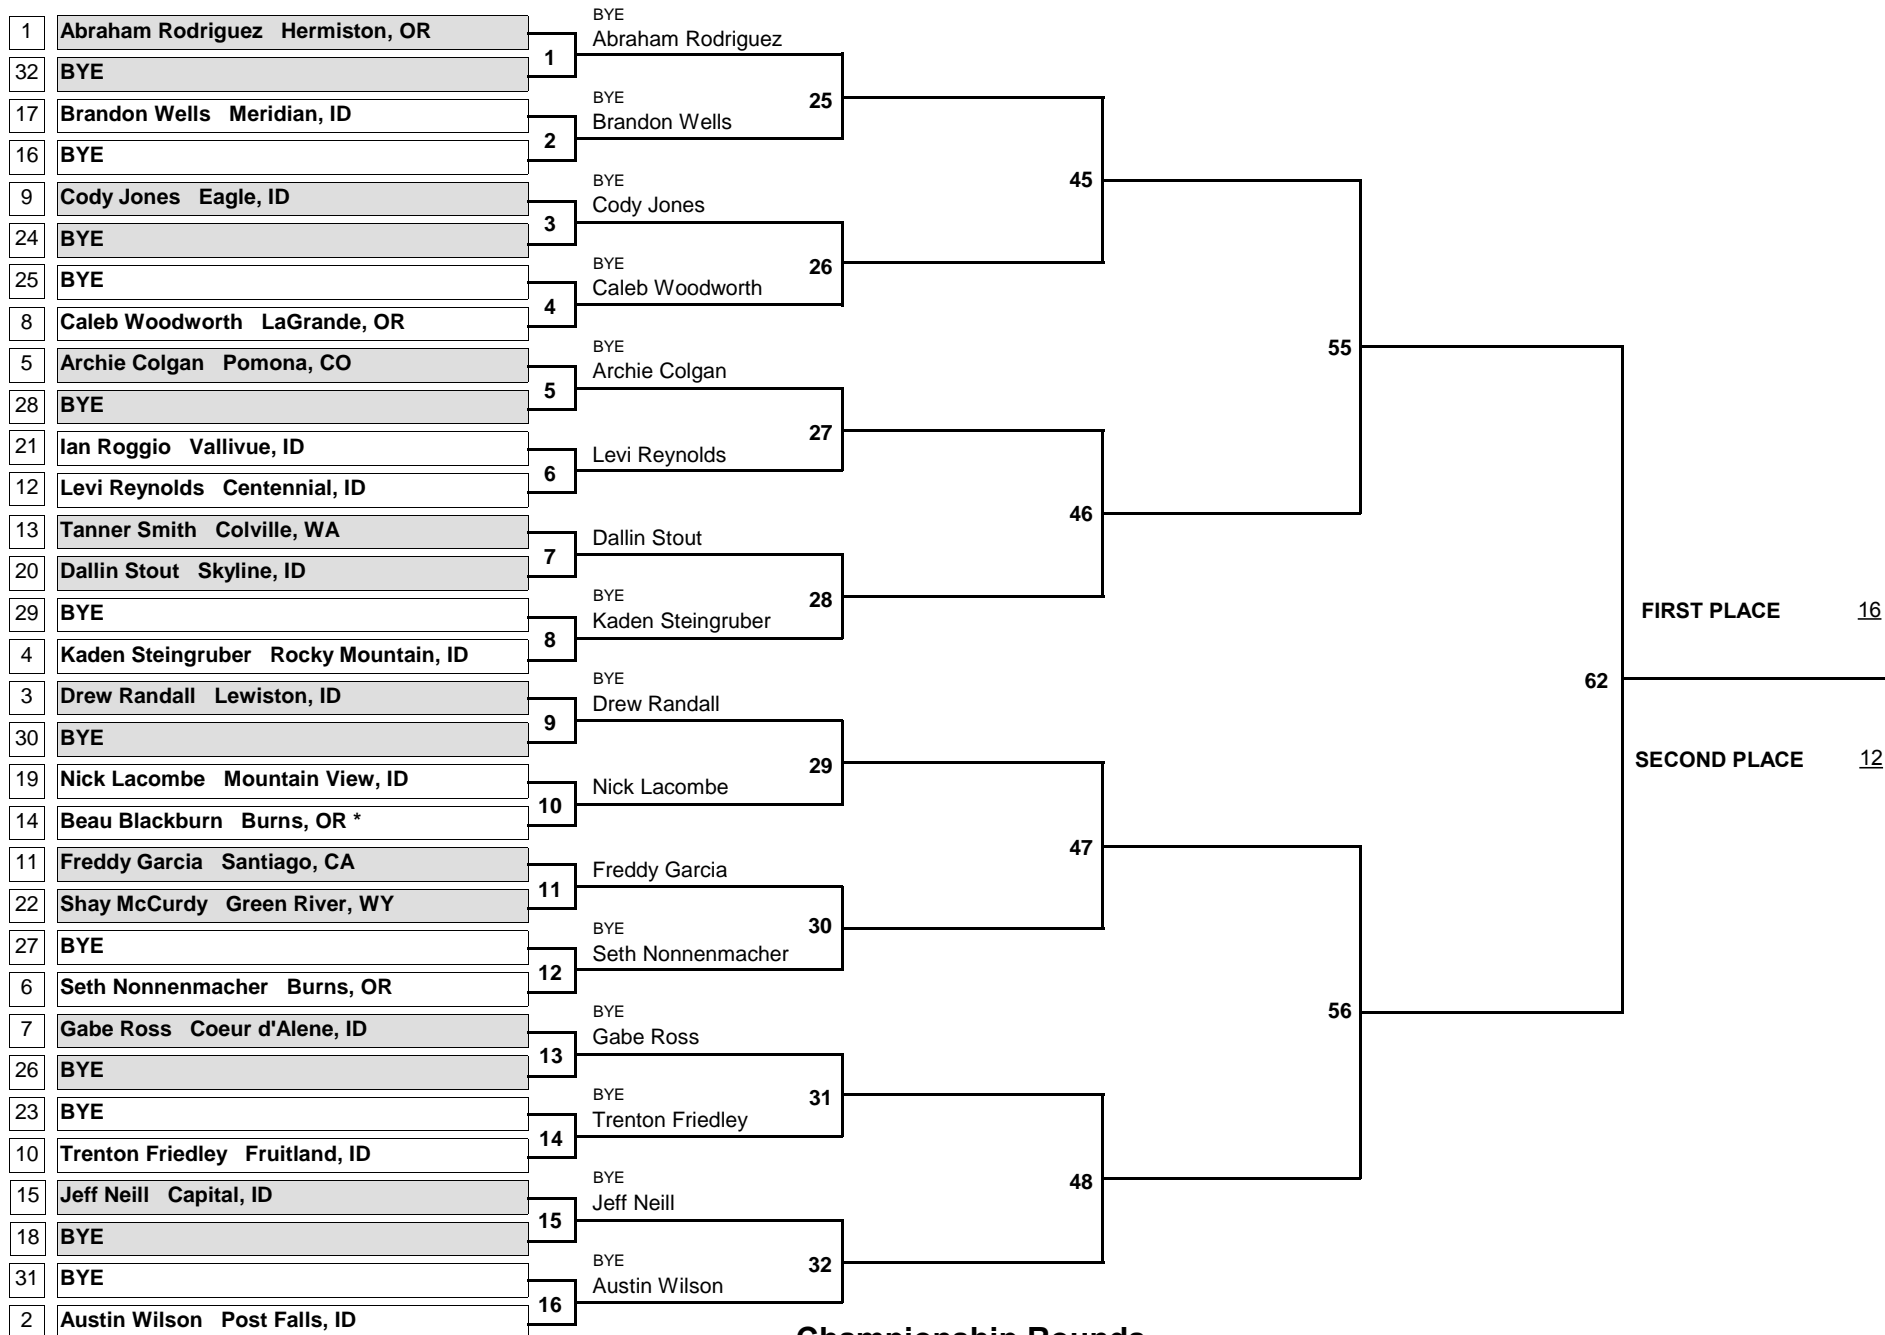 1 Abraham Rodriguez Hermiston, OR
32 BYE
17 Brandon Wells Meridian, ID
16 BYE
9 Cody Jones Eagle, ID
24 BYE
25 BYE
8 Caleb Woodworth LaGrande, OR
5 Archie Colgan Pomona, CO
28 BYE
21 Ian Roggio Vallivue, ID
12 Levi Reynolds Centennial, ID
13 Tanner Smith Colville, WA
20 Dallin Stout Skyline, ID
29 BYE
4 Kaden Steingruber Rocky Mountain, ID
3 Drew Randall Lewiston, ID
30 BYE
19 Nick Lacombe Mountain View, ID
14 Beau Blackburn Burns, OR *
11 Freddy Garcia Santiago, CA
22 Shay McCurdy Green River, WY
27 BYE
6 Seth Nonnenmacher Burns, OR
7 Gabe Ross Coeur d'Alene, ID
26 BYE
23 BYE
10 Trenton Friedley Fruitland, ID
15 Jeff Neill Capital, ID
18 BYE
31 BYE
2 Austin Wilson Post Falls, ID
1
2
3
4
5
6
7
8
9
10
11
12
13
14
15
16
BYE
Abraham Rodriguez
BYE
Brandon Wells
BYE
Cody Jones
BYE
Caleb Woodworth
BYE
Archie Colgan
Levi Reynolds
Dallin Stout
BYE
Kaden Steingruber
BYE
Drew Randall
Nick Lacombe
Freddy Garcia
BYE
Seth Nonnenmacher
BYE
Gabe Ross
BYE
Trenton Friedley
BYE
Jeff Neill
BYE
Austin Wilson
25
26
27
28
29
30
31
32
45
46
47
48
55
56
62
FIRST PLACE 16
SECOND PLACE 12
Championship Rounds